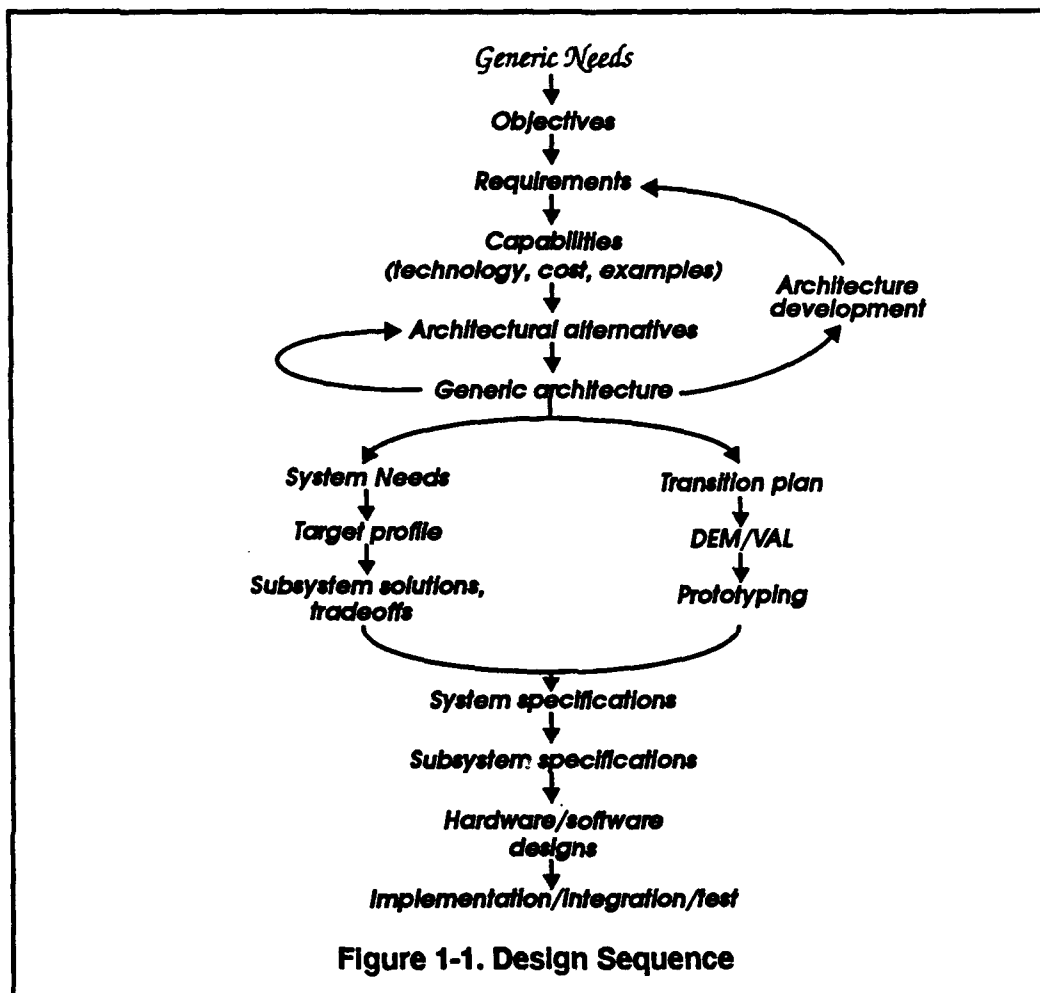 Generic Needs
Objectives
Requirements
Capabilities
(technology, cost, examples)
Architecture
development
Architectural alternatives
Generic architecture
System Needs
Target profile
Subsystem solutions,
tradeoffs
Transition plan
DEM/VAL
Prototyping
System specifications
Subsystem specifications
Hardware/software
designs
Implementation/integration/test
Figure 1-1. Design Sequence